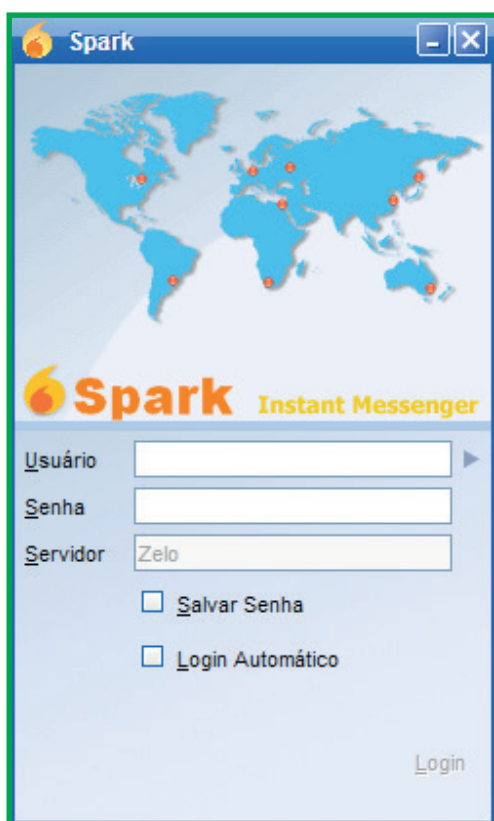 Spark
Spark Instant Messenger
Usuário
Senha
Servidor Zelo
Salvar Senha
Login Automático
Login